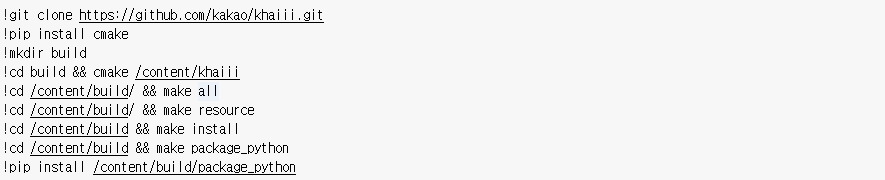 !git clone https://github.com/kakao/khaiii.git
!pip install cmake
!mkdir build
!cd build && cmake /content/khaiii
!cd /content/build/ && make all
!cd /content/build/ && make resource
!cd /content/build && make install
!cd /content/build && make package_python
!pip install /content/build/package_python